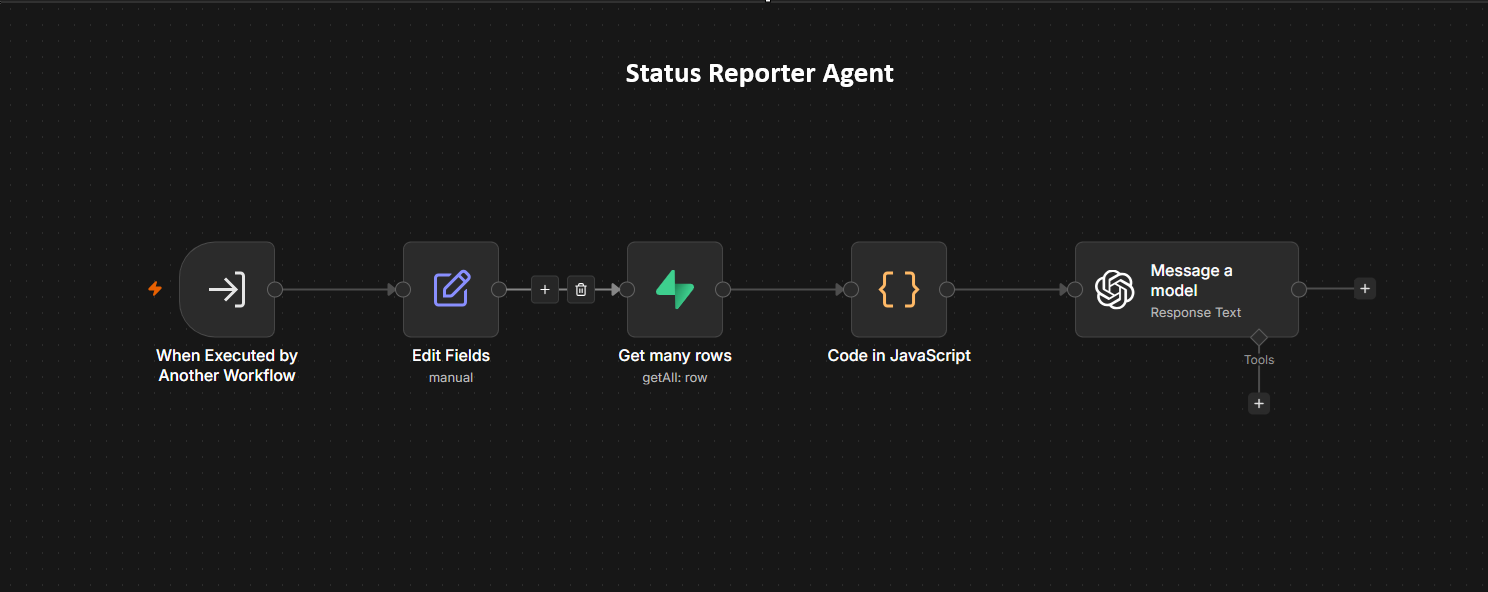 Status Reporter Agent
When Executed by
Another Workflow
Edit Fields
manual
Get many rows
getAll: row
Code in JavaScript
Message a
model
Response Text
Tools